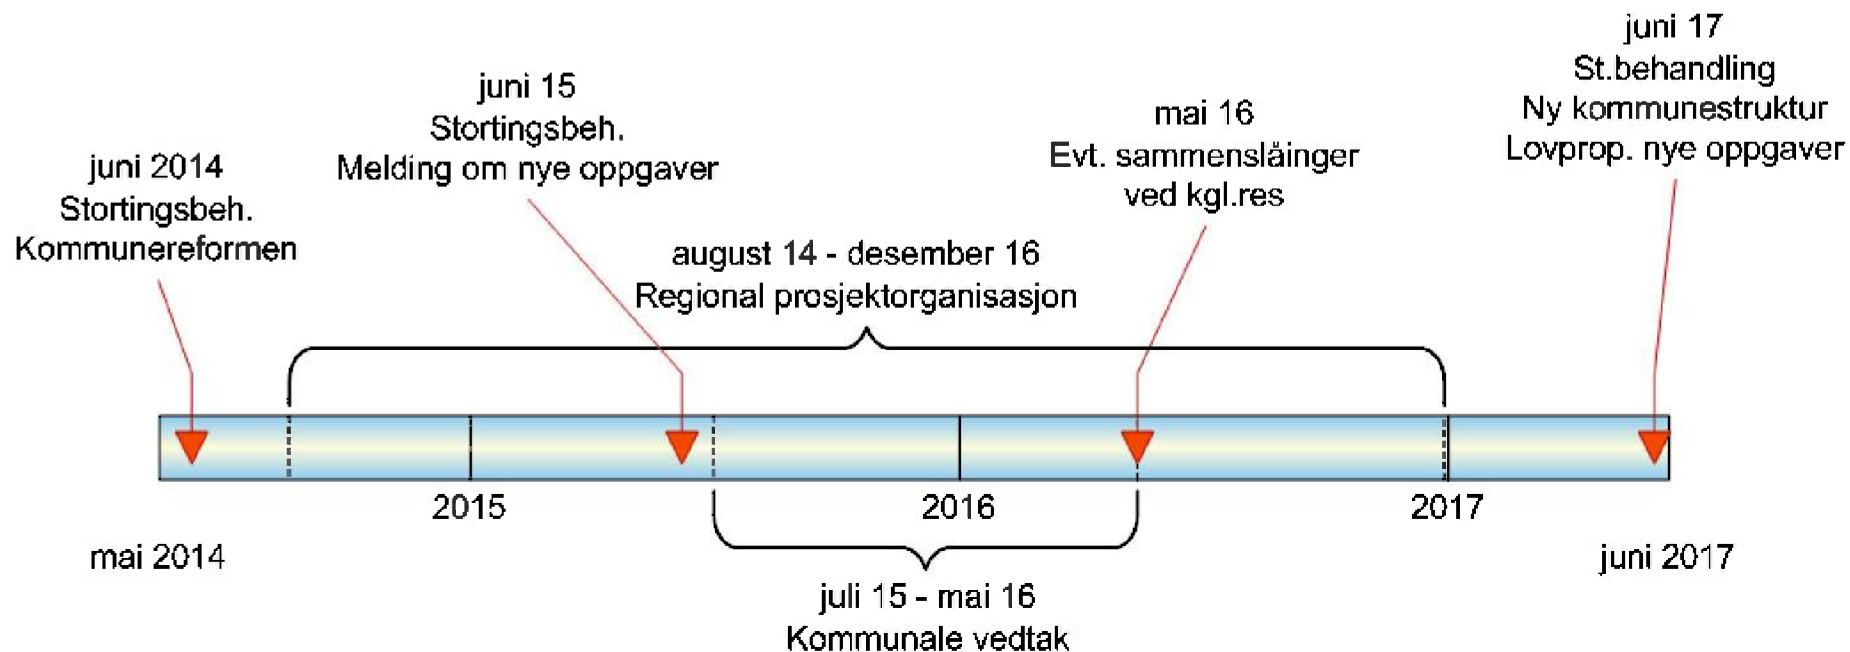 juni 2014
Stortingsbeh.
Kommunereformen
juni 15
Stortingsbeh.
Melding om nye oppgaver
august 14 - desember 16
Regional prosjektorganisasjon
mai 16
Evt. sammenslåinger
ved kgl.res
juni 17
St.behandling
Ny kommunestruktur
Lovprop. nye oppgaver
2015
2016
2017
mai 2014
juni 2017
juli 15 - mai 16
Kommunale vedtak